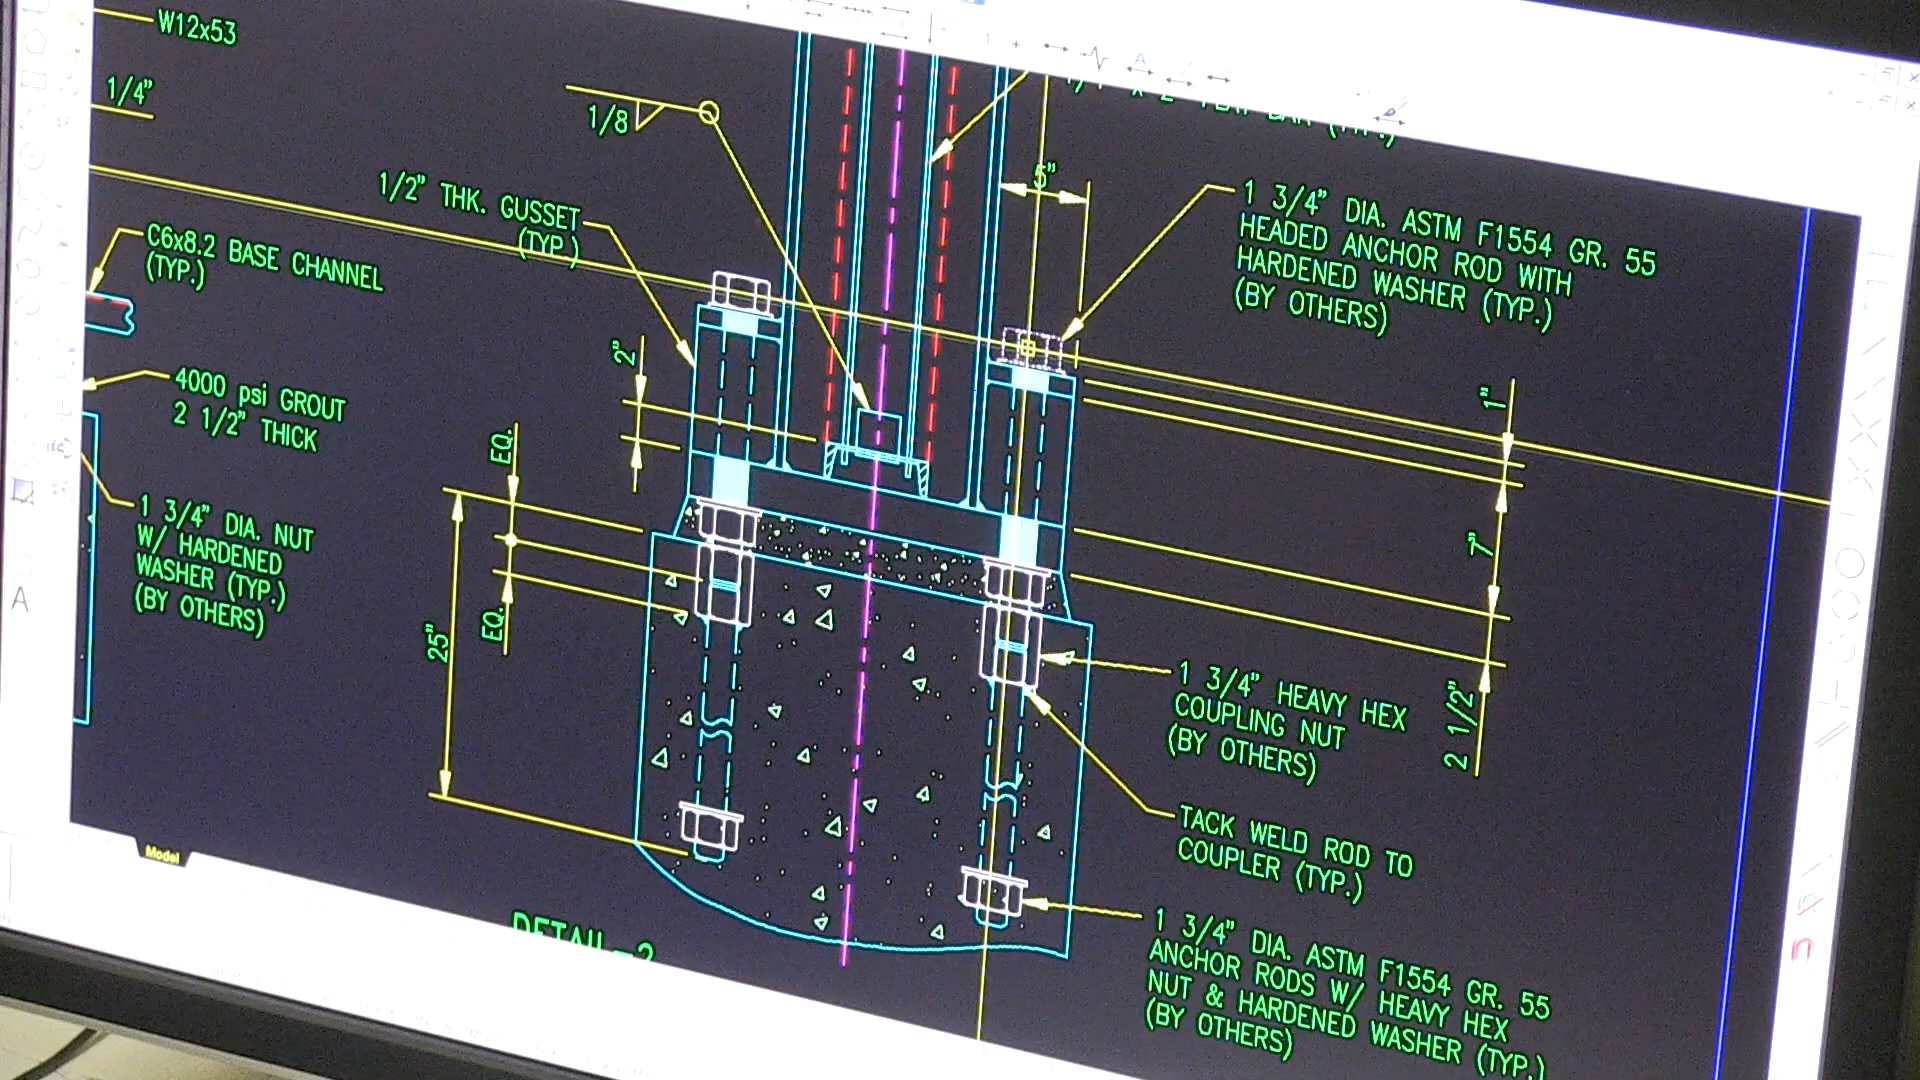 W12x53
1/4"
1/8
5"
1/2" THK. GUSSET
(TYP.)
1 3/4" DIA. ASTM F1554 GR. 55
HEADED ANCHOR ROD WITH
HARDENED WASHER (TYP.)
(BY OTHERS)
C6x8.2 BASE CHANNEL
(TYP.)
2"
1"
4000 psi GROUT
2 1/2" THICK
EQ.
7"
1 3/4" DIA. NUT
W/ HARDENED
WASHER (TYP.)
(BY OTHERS)
EQ.
25"
A
1 3/4" HEAVY HEX
COUPLING NUT
(BY OTHERS)
2 1/2"
TACK WELD ROD TO
COUPLER (TYP.)
Model
1 3/4" DIA. ASTM F1554 GR. 55
ANCHOR RODS W/ HEAVY HEX
NUT & HARDENED WASHER (TYP.)
(BY OTHERS)
DETAIL-2